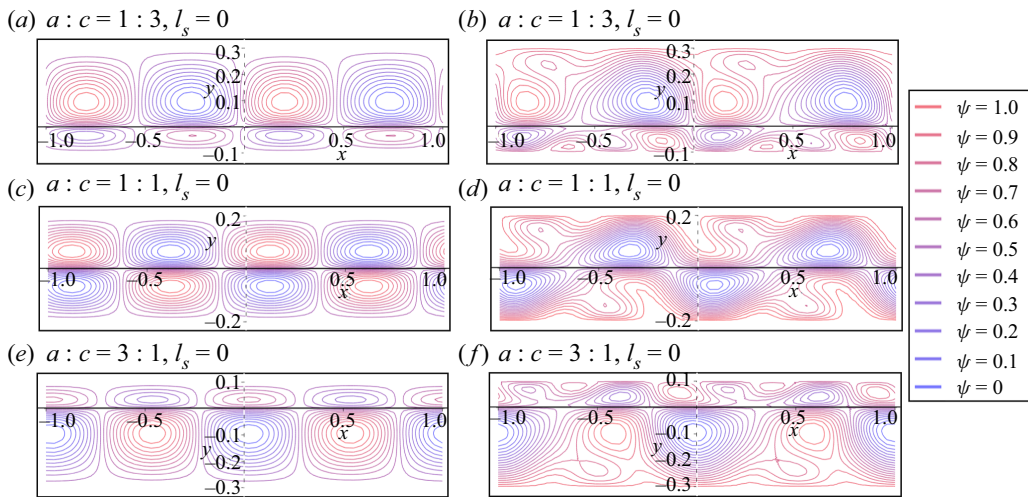 (a) a : c = 1 : 3, l_s = 0
(b) a : c = 1 : 3, l_s = 0
0.3
0.2
y
0.1
–1.0
–0.5
0.5
1.0
x
–0.1
0.3
0.2
y
0.1
–1.0
–0.5
0.5
1.0
x
–0.1
(c) a : c = 1 : 1, l_s = 0
(d) a : c = 1 : 1, l_s = 0
0.2
y
–1.0
–0.5
0.5
1.0
x
–0.2
0.2
y
–1.0
–0.5
0.5
1.0
x
–0.2
(e) a : c = 3 : 1, l_s = 0
(f) a : c = 3 : 1, l_s = 0
0.1
–1.0
–0.5
0.5
1.0
x
–0.1
y
–0.2
–0.3
0.1
–1.0
–0.5
0.5
1.0
x
–0.1
y
–0.2
–0.3
ψ = 1.0
ψ = 0.9
ψ = 0.8
ψ = 0.7
ψ = 0.6
ψ = 0.5
ψ = 0.4
ψ = 0.3
ψ = 0.2
ψ = 0.1
ψ = 0